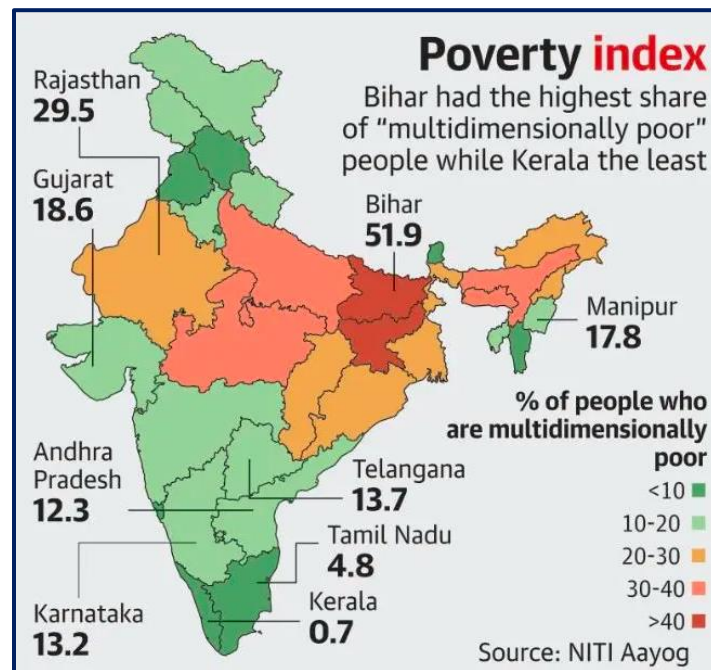 Poverty index
Bihar had the highest share
of “multidimensionally poor”
people while Kerala the least
Rajasthan
29.5
Gujarat
18.6
Bihar
51.9
Manipur
17.8
Andhra
Pradesh
12.3
Telangana
13.7
Tamil Nadu
4.8
Kerala
0.7
Karnataka
13.2
% of people who
are multidimensionally
poor
<10
10-20
20-30
30-40
>40
Source: NITI Aayog